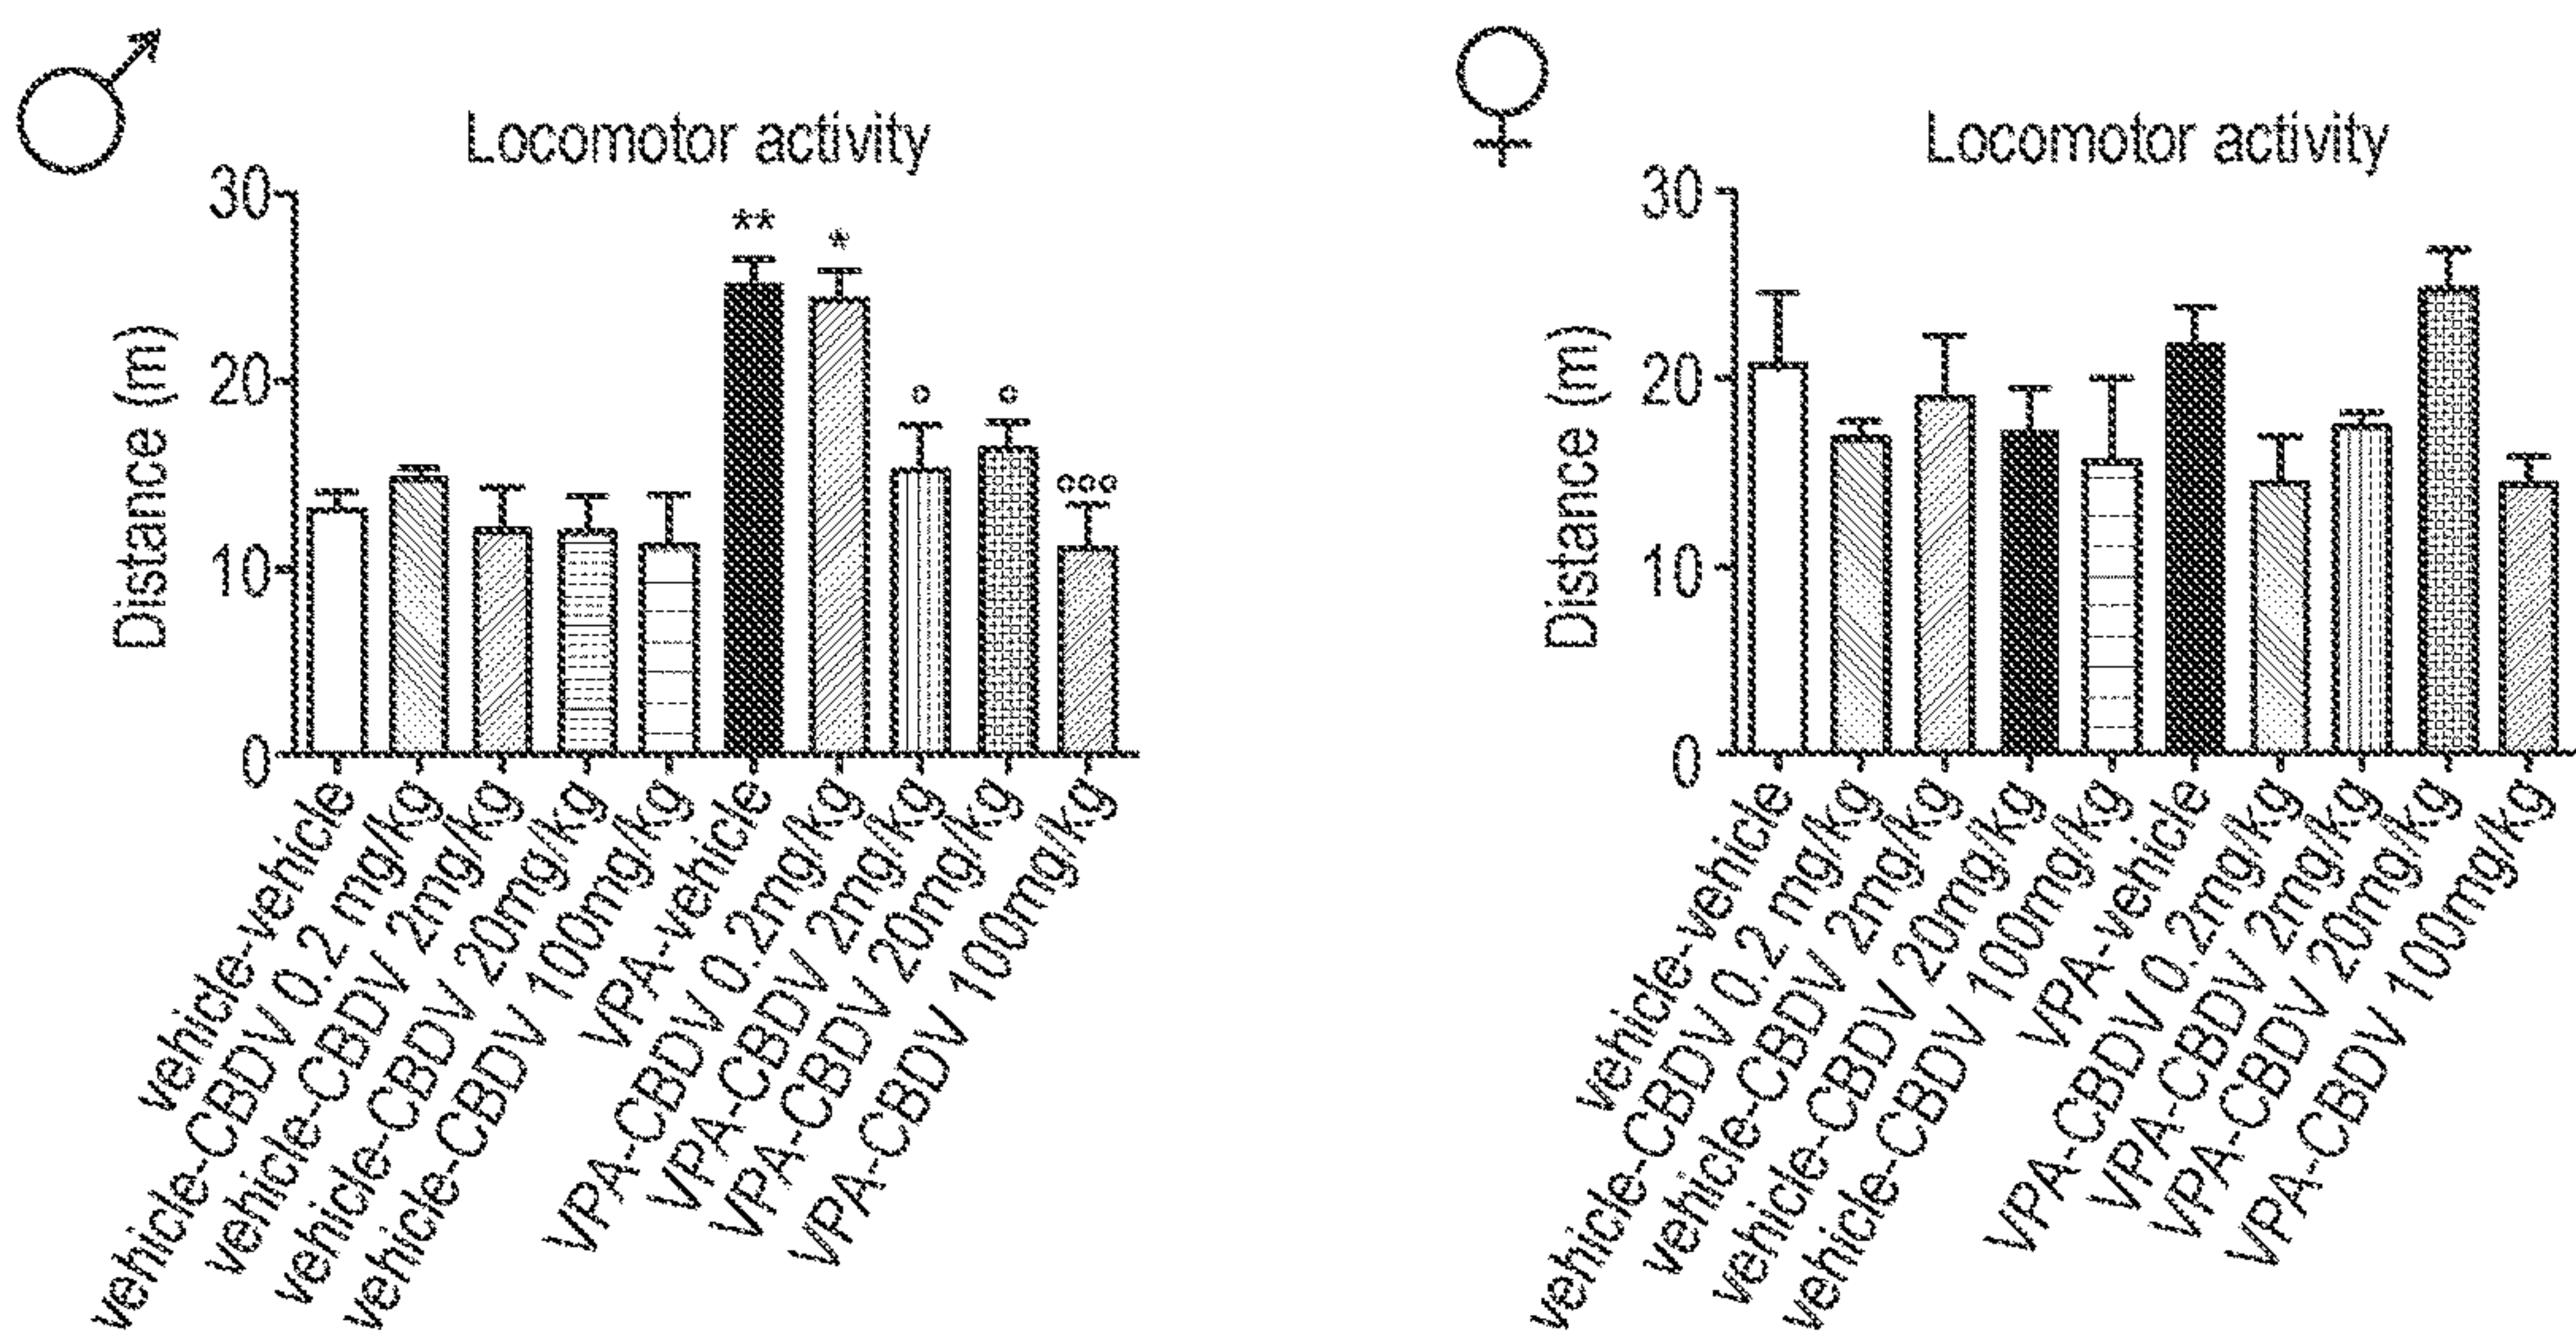 Locomotor activity
Distance (m)
30
20
10
0
**
*
°
°
°°°
vehicle-vehicle
vehicle-CBDV 0.2 mg/kg
vehicle-CBDV 2mg/kg
vehicle-CBDV 20mg/kg
vehicle-CBDV 100mg/kg
VPA-vehicle
VPA-CBDV 0.2mg/kg
VPA-CBDV 2mg/kg
VPA-CBDV 20mg/kg
VPA-CBDV 100mg/kg
Locomotor activity
Distance (m)
30
20
10
0
vehicle-vehicle
vehicle-CBDV 0.2 mg/kg
vehicle-CBDV 2mg/kg
vehicle-CBDV 20mg/kg
vehicle-CBDV 100mg/kg
VPA-vehicle
VPA-CBDV 0.2mg/kg
VPA-CBDV 2mg/kg
VPA-CBDV 20mg/kg
VPA-CBDV 100mg/kg